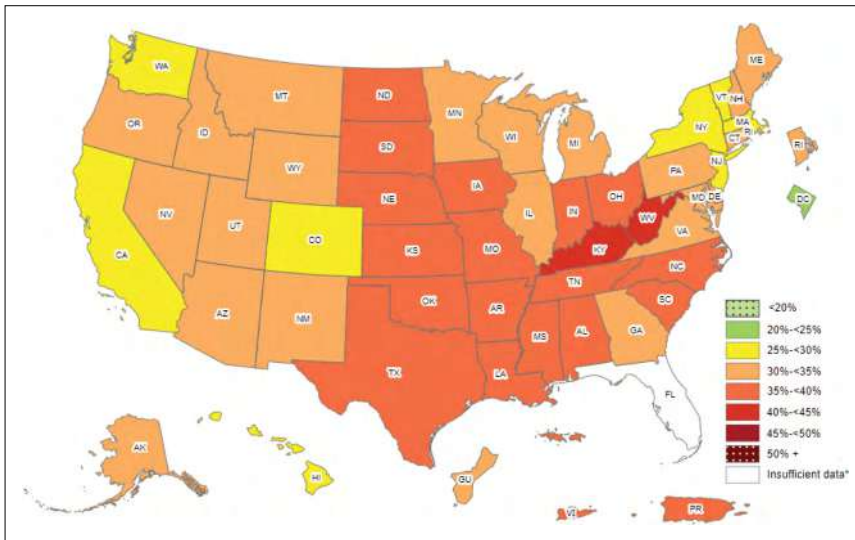 WA
MT
ND
MN
ME
VT
NH
OR
ID
WI
MI
NY
MA
RI
CT
RI
SD
WY
IA
PA
NJ
NE
OH
MD
DE
DC
NV
UT
CO
IL
IN
WV
VA
CA
KS
MO
KY
NC
TN
AZ
NM
OK
AR
SC
MS
AL
GA
TX
LA
FL
AK
HI
GU
VI
PR
<20%
20%-<25%
25%-<30%
30%-<35%
35%-<40%
40%-<45%
45%-<50%
50% +
Insufficient data*